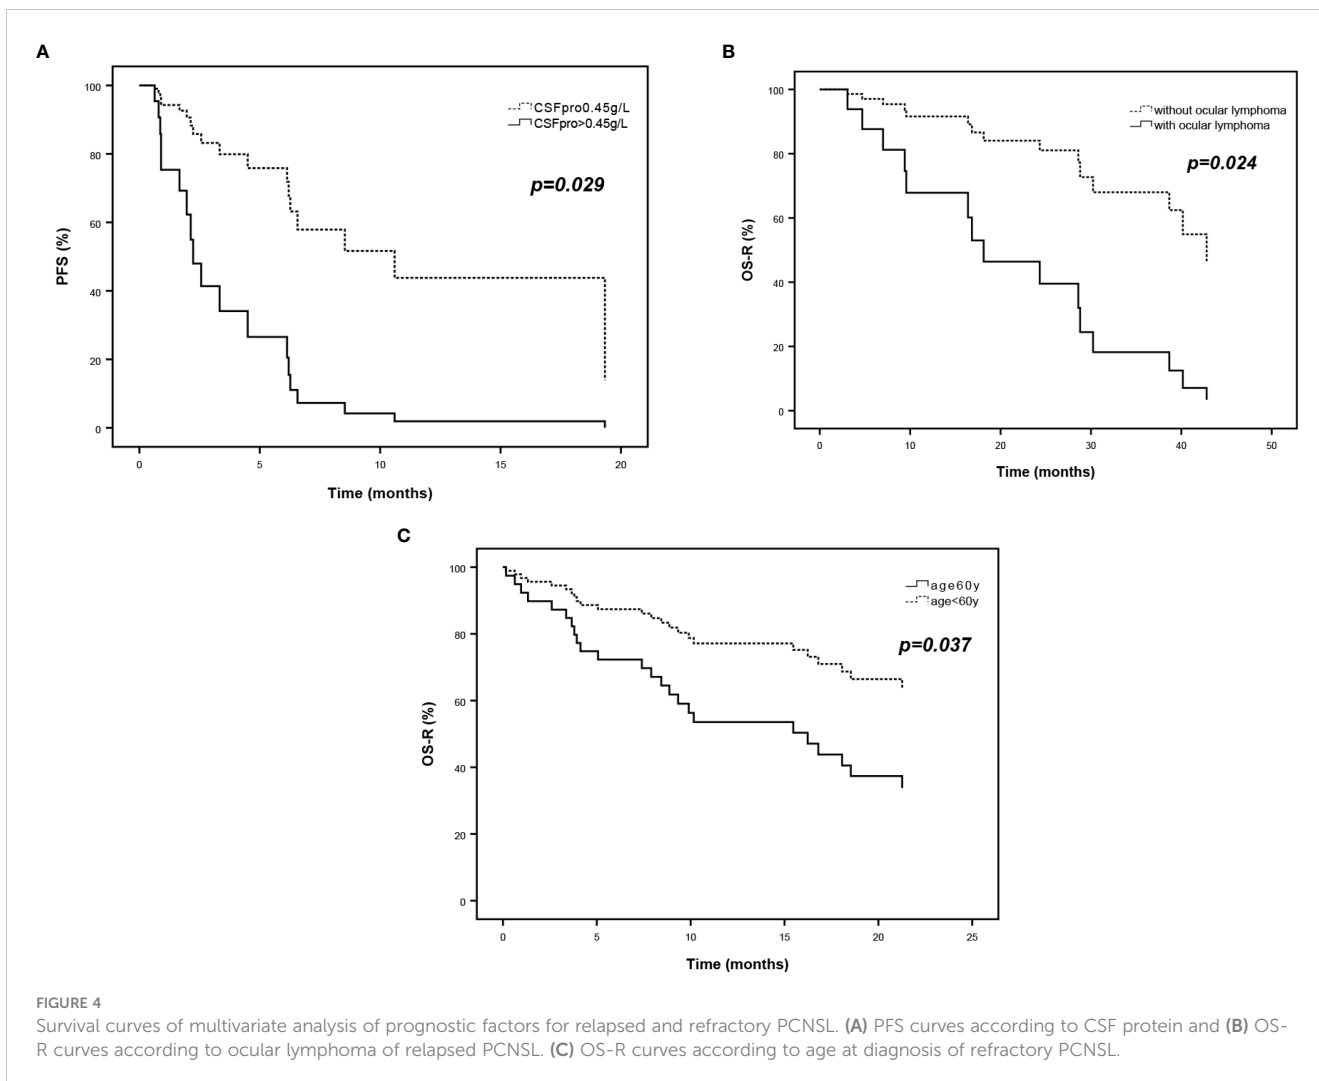 A
100
80
60
40
20
0
PFS (%)
CSFpro0.45g/L
CSFpro>0.45g/L
p=0.029
0 5 10 15 20
Time (months)
B
100
80
60
40
20
0
OS-R (%)
without ocular lymphoma
with ocular lymphoma
p=0.024
0 10 20 30 40 50
Time (months)
C
100
80
60
40
20
0
OS-R (%)
age60y
age<60y
p=0.037
0 5 10 15 20 25
Time (months)
FIGURE 4
Survival curves of multivariate analysis of prognostic factors for relapsed and refractory PCNSL. (A) PFS curves according to CSF protein and (B) OS-
R curves according to ocular lymphoma of relapsed PCNSL. (C) OS-R curves according to age at diagnosis of refractory PCNSL.